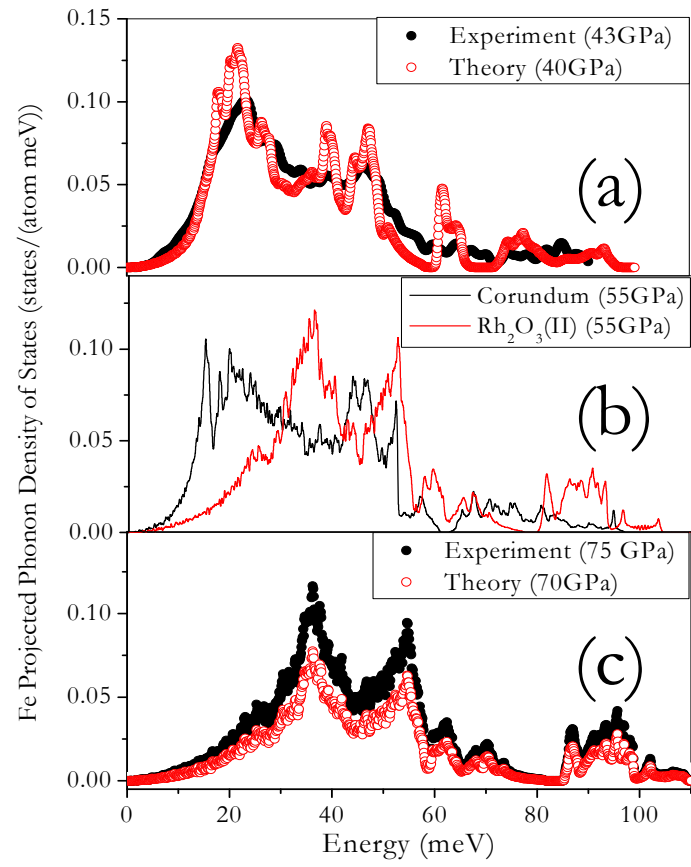 Fe Projected Phonon Density of States (states/(atom meV))
0.15
0.10
0.05
0.00
Experiment (43GPa)
Theory (40GPa)
(a)
0.10
0.05
0.00
Corundum (55GPa)
Rh₂O₃(II) (55GPa)
(b)
0.10
0.05
0.00
Experiment (75 GPa)
Theory (70GPa)
(c)
0 20 40 60 80 100
Energy (meV)